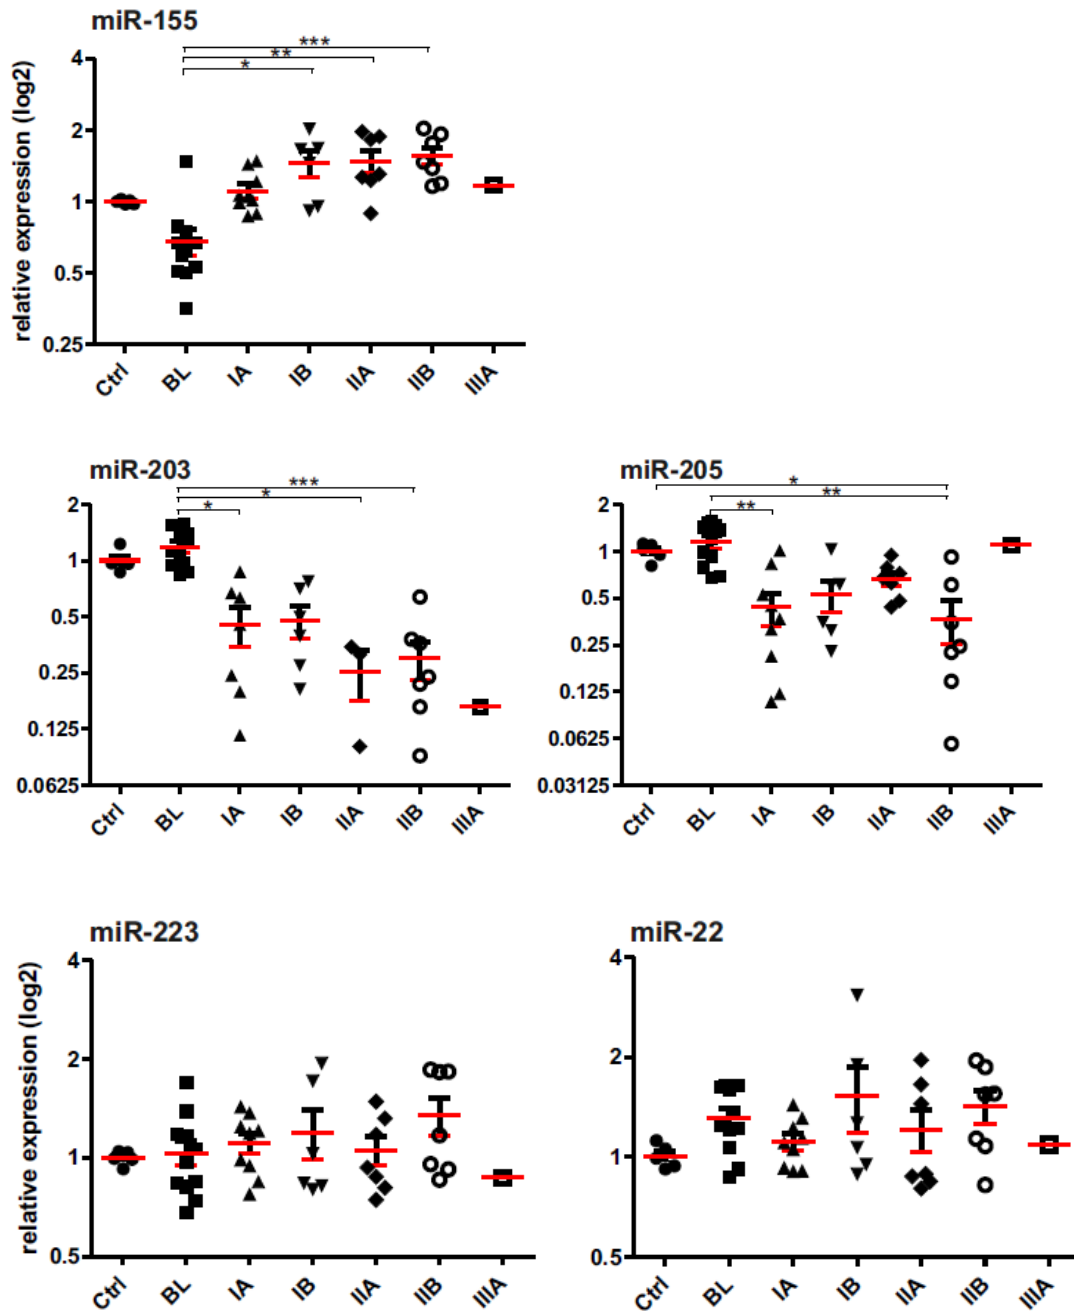 miR-155
relative expression (log2)
***
**
*
4
2
1
0.5
0.25
Ctrl BL IA IB IIA IIB IIIA
miR-203
***
*
*
2
1
0.5
0.25
0.125
0.0625
Ctrl BL IA IB IIA IIB IIIA
miR-205
*
**
**
2
1
0.5
0.25
0.125
0.0625
0.03125
Ctrl BL IA IB IIA IIB IIIA
miR-223
relative expression (log2)
4
2
1
0.5
Ctrl BL IA IB IIA IIB IIIA
miR-22
4
2
1
0.5
Ctrl BL IA IB IIA IIB IIIA